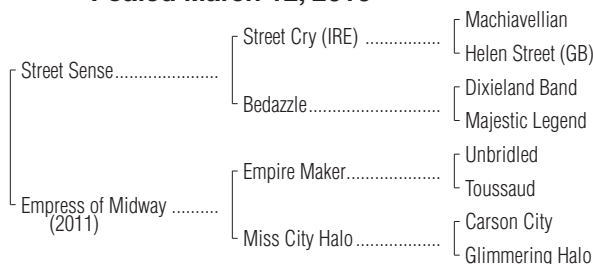 Foaled March 12,
Street Sense.....................
Street Cry (IRE) ...............
Machiavellian
Helen Street (GB)
Bedazzle...........................
Dixieland Band
Majestic Legend
Empress of Midway .........
(2011)
Empire Maker...................
Unbridled
Toussaud
Miss City Halo .................
Carson City
Glimmering Halo